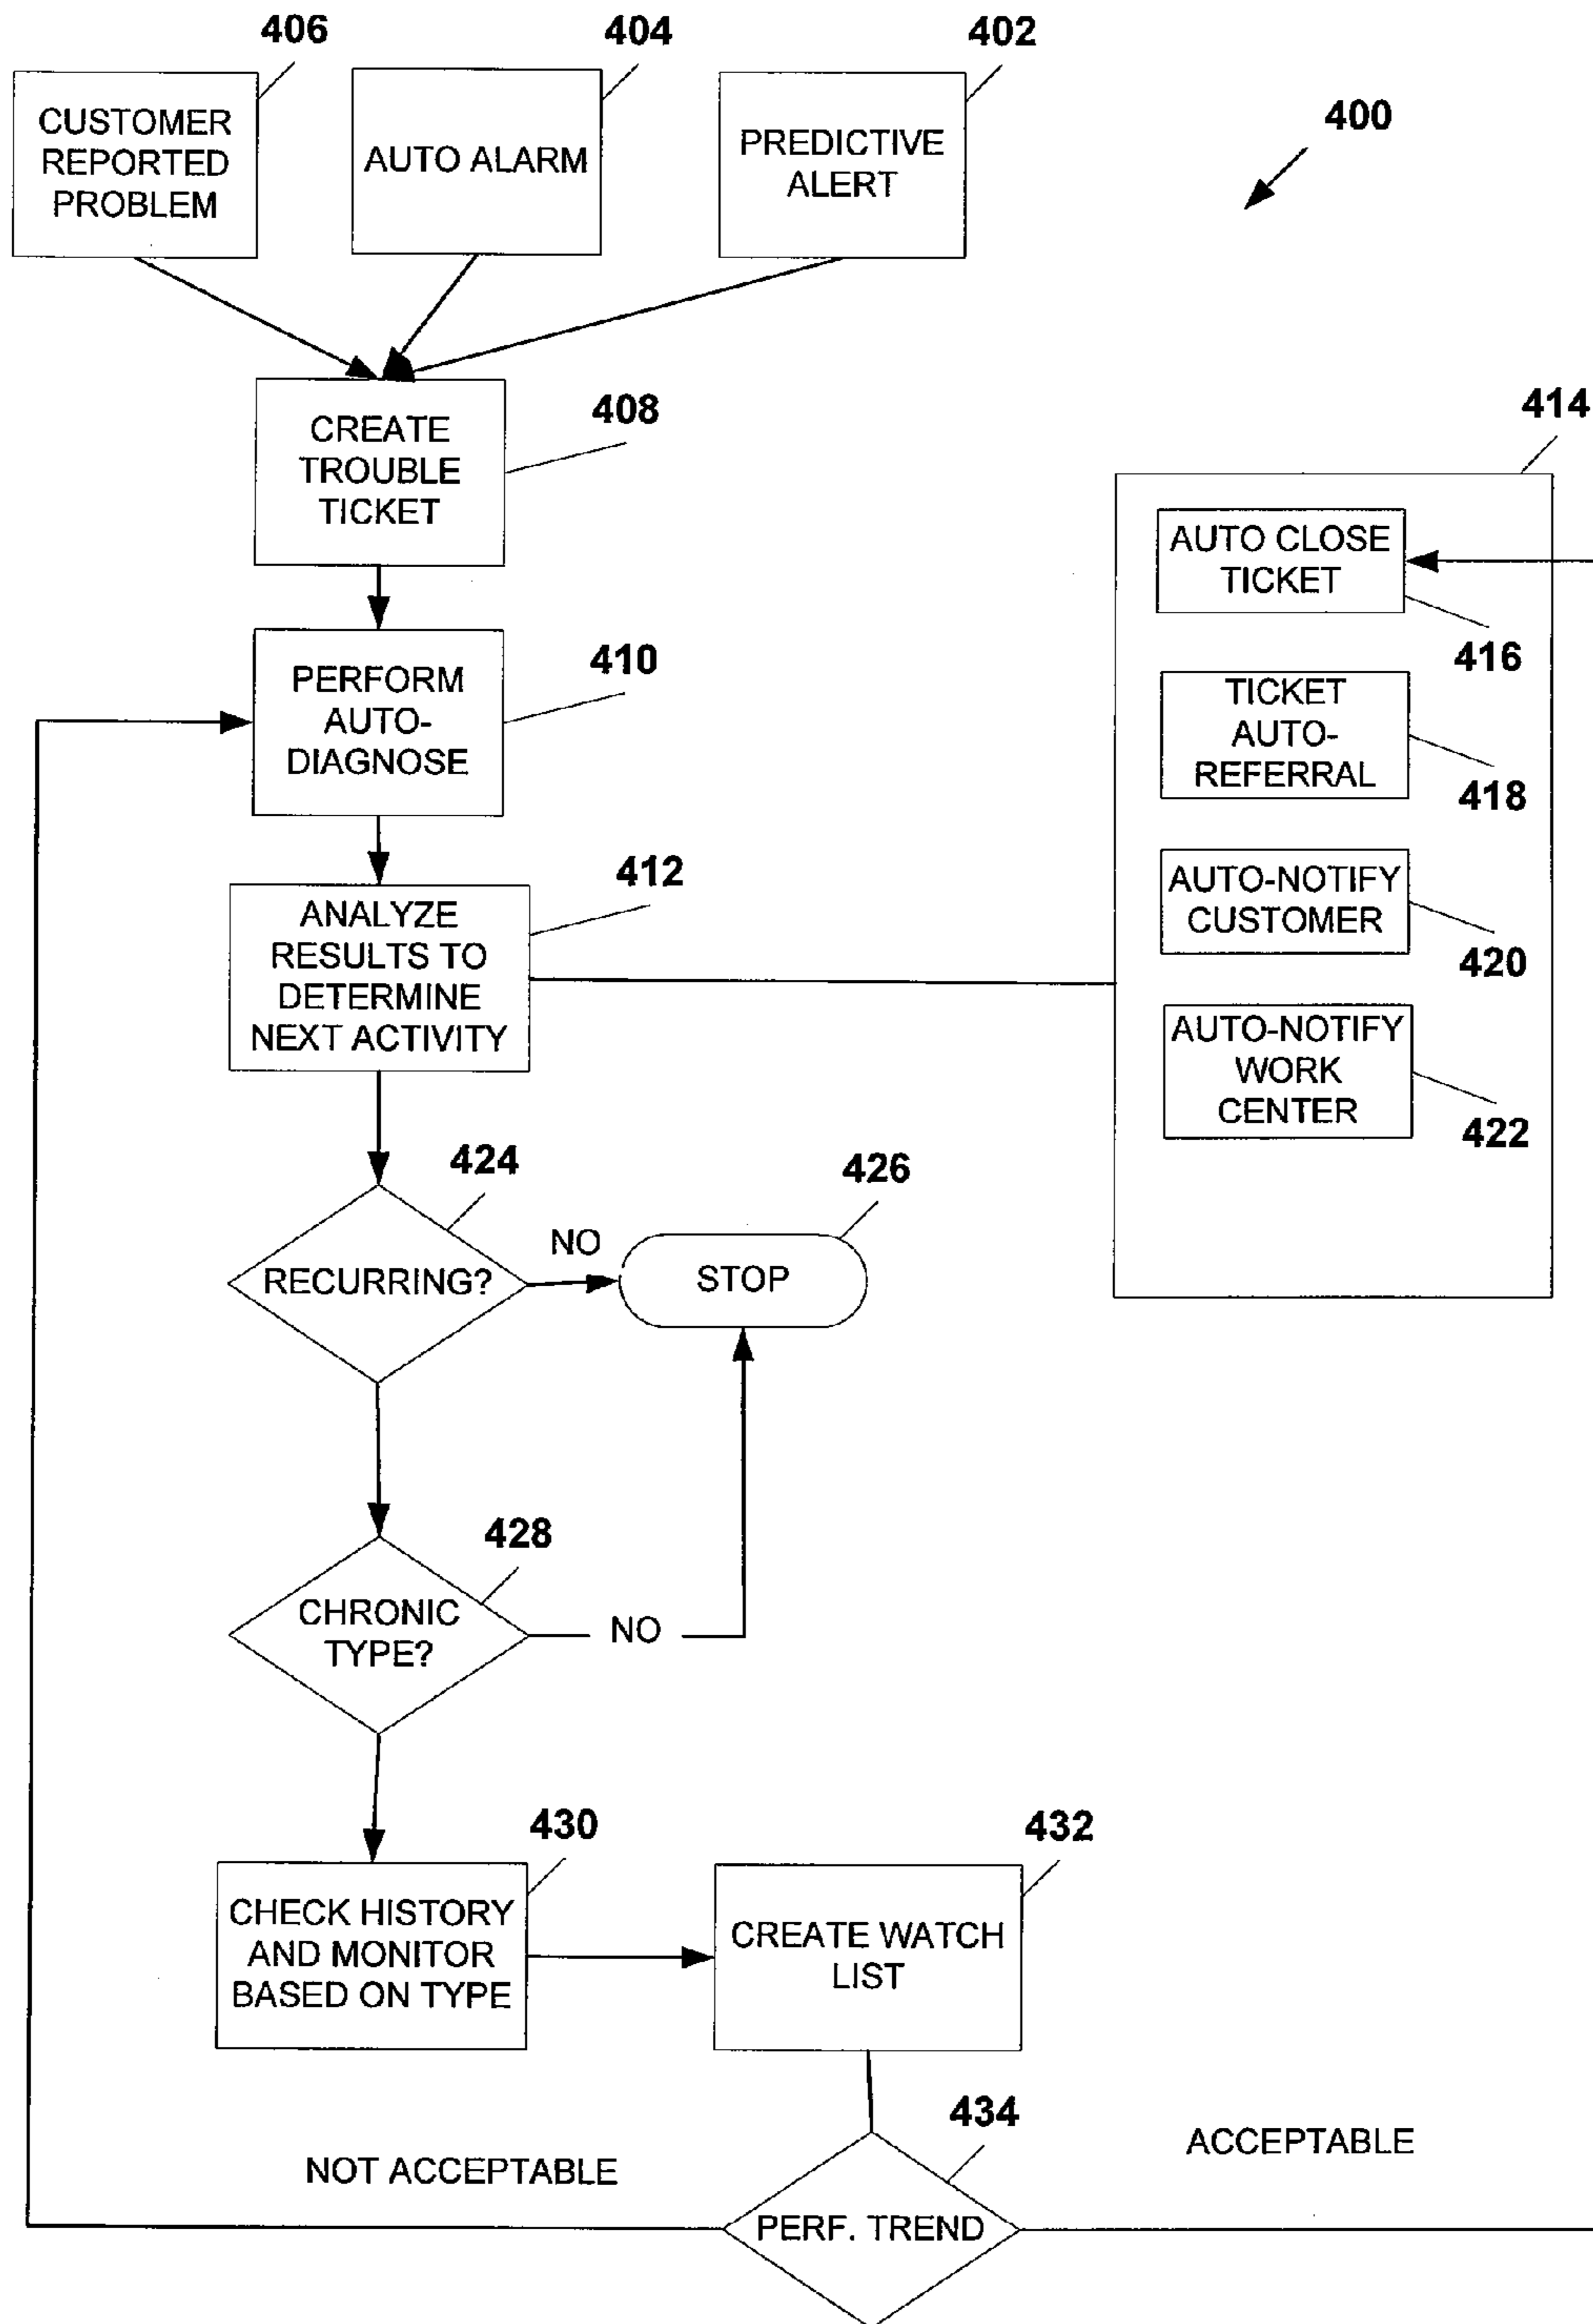 406
404
402
400
CUSTOMER
REPORTED
PROBLEM
AUTO ALARM
PREDICTIVE
ALERT
408
CREATE
TROUBLE
TICKET
414
AUTO CLOSE
TICKET
416
410
PERFORM
AUTO-
DIAGNOSE
TICKET
AUTO-
REFERRAL
418
412
ANALYZE
RESULTS TO
DETERMINE
NEXT ACTIVITY
AUTO-NOTIFY
CUSTOMER
420
AUTO-NOTIFY
WORK
CENTER
422
424
426
RECURRING?
NO
STOP
428
CHRONIC
TYPE?
NO
430
432
CHECK HISTORY
AND MONITOR
BASED ON TYPE
CREATE WATCH
LIST
434
NOT ACCEPTABLE
ACCEPTABLE
PERF. TREND